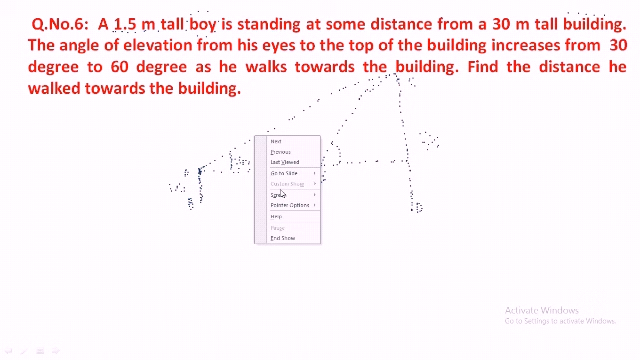 Q.No.6: A 1.5 m tall boy is standing at some distance from a 30 m tall building.
The angle of elevation from his eyes to the top of the building increases from 30
degree to 60 degree as he walks towards the building. Find the distance he
walked towards the building.
Next
Previous
Last Viewed
Go to Slide
Custom Show
Screen
Pointer Options
Help
Pause
End Show
Activate Windows
Go to Settings to activate Windows.